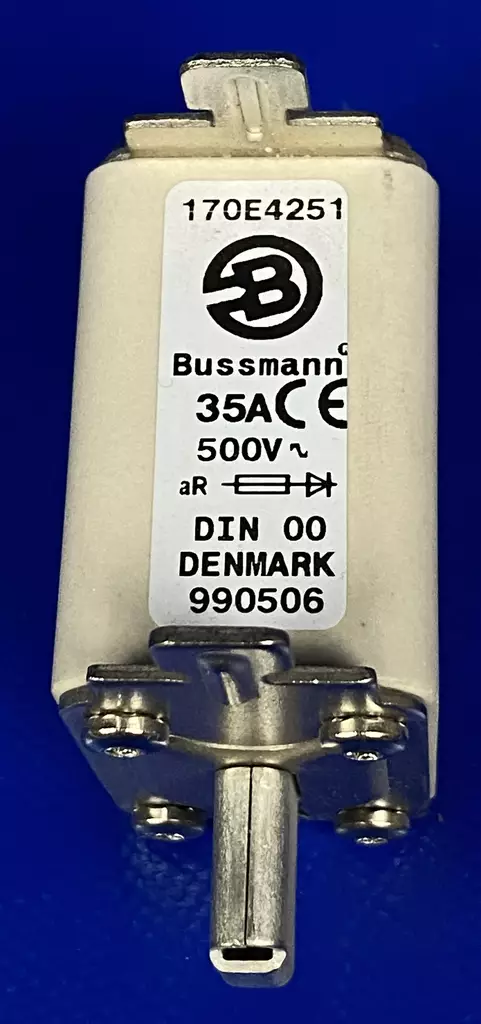 170E4251
B
Bussmann
35A CE
500V ~
aR
DIN 00
DENMARK
990506